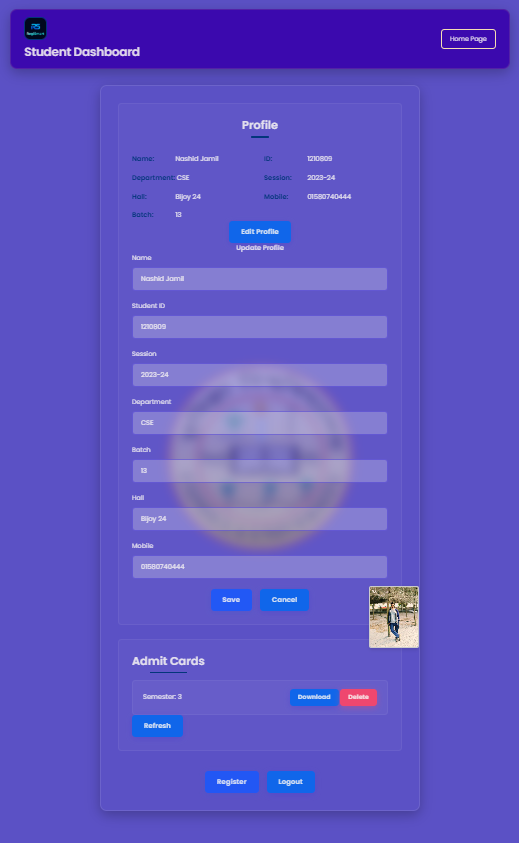 Student Dashboard
Home Page
Profile
Name: Nashid Jamil ID: 1210809
Department: CSE Session: 2023-24
Hall: Bijoy 24 Mobile: 01580740444
Batch: 13
Edit Profile
Update Profile
Name
Nashid Jamil
Student ID
1210809
Session
2023-24
Department
CSE
Batch
13
Hall
Bijoy 24
Mobile
01580740444
Save Cancel
Admit Cards
Semester: 3 Download Delete
Refresh
Register Logout